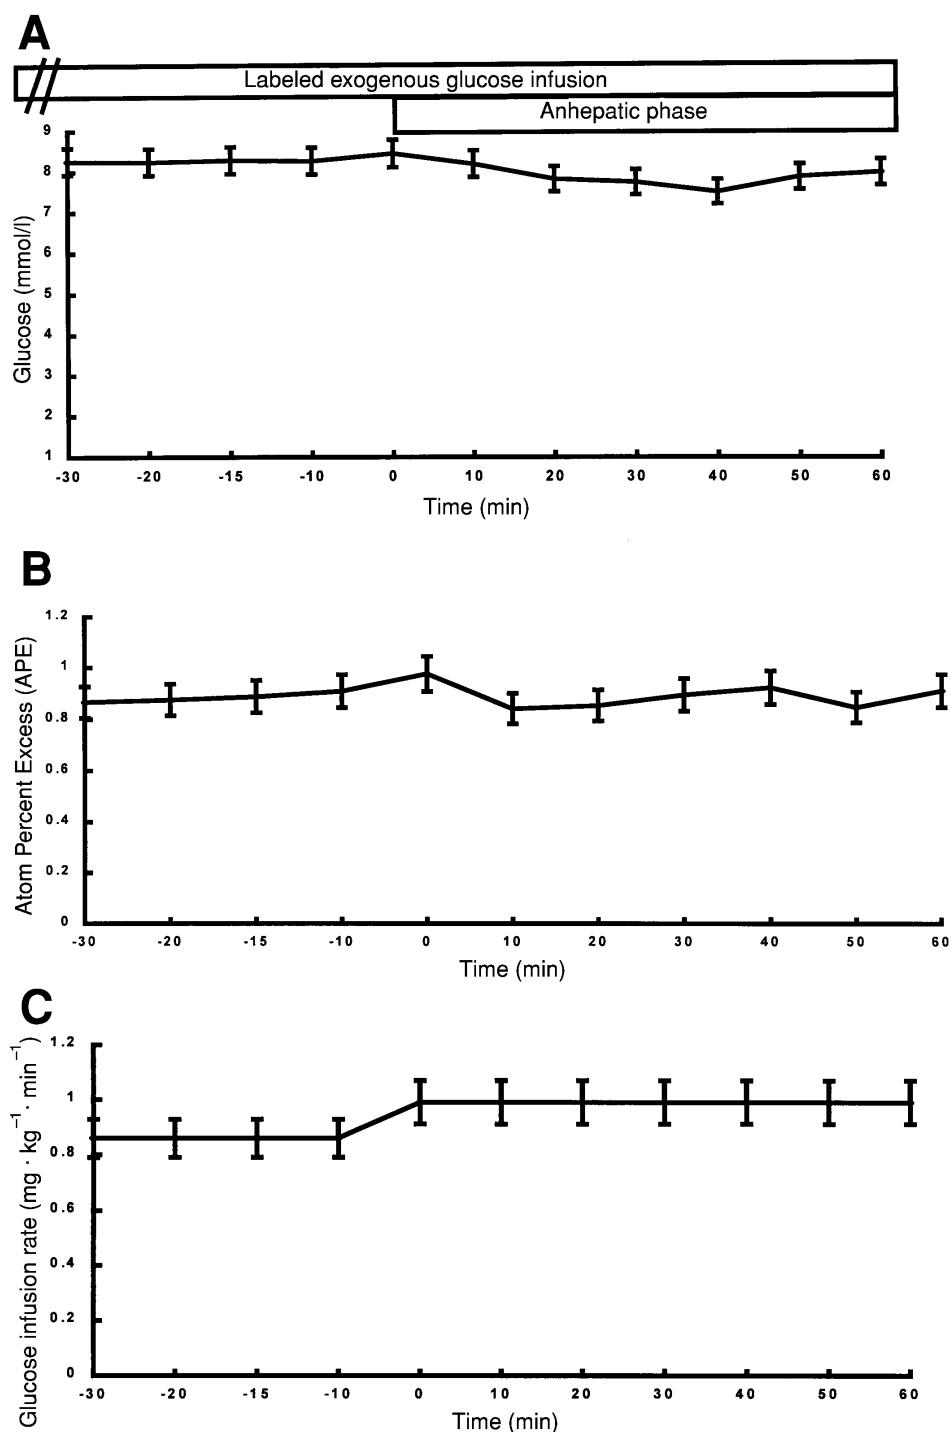 A
Labeled exogenous glucose infusion
Anhepatic phase
9
8
7
6
5
4
3
2
1
Glucose (mmol/l)
-30 -20 -15 -10 0 10 20 30 40 50 60
Time (min)
B
1.2
1
0.8
0.6
0.4
0.2
0
Atom Percent Excess (APE)
-30 -20 -15 -10 0 10 20 30 40 50 60
Time (min)
C
1.2
1
0.8
0.6
0.4
0.2
0
Glucose infusion rate (mg · kg⁻¹ · min⁻¹)
-30 -20 -15 -10 0 10 20 30 40 50 60
Time (min)